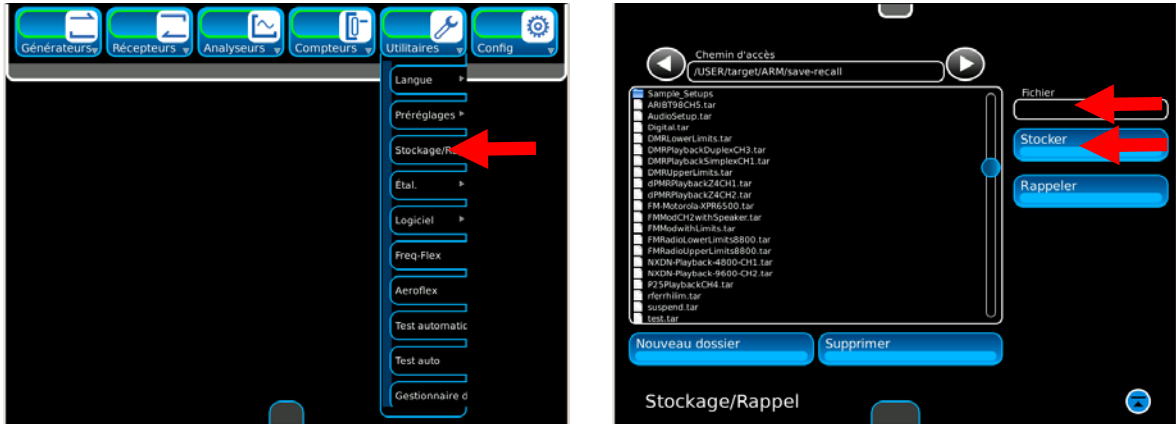 Générateurs
Récepteurs
Analyseurs
Compteurs
Utilitaires
Config
Langue
Préréglages
Stockage/Ra
Étal.
Logiciel
Freq-Flex
Aeroflex
Test automatic
Test auto
Gestionnaire d
Chemin d'accès
/USER/target/ARM/save-recall
Sample_Setups
ARIBT98CH5.tar
AudioSetup.tar
Digital.tar
DMRLowerLimits.tar
DMRPlaybackDuplexCH3.tar
DMRPlaybackSimplexCH1.tar
DMRUpperLimits.tar
dPMRPlaybackZ4CH1.tar
dPMRPlaybackZ4CH2.tar
FM-Motorola-XPR6500.tar
FMModCH2withSpeaker.tar
FMModwithLimits.tar
FMRadioLowerLimits8800.tar
FMRadioUpperLimits8800.tar
NXDN-Playback-4800-CH1.tar
NXDN-Playback-9600-CH2.tar
P25PlaybackCH4.tar
rferrhilim.tar
suspend.tar
test.tar
Fichier
Stocker
Rappeler
Nouveau dossier
Supprimer
Stockage/Rappel